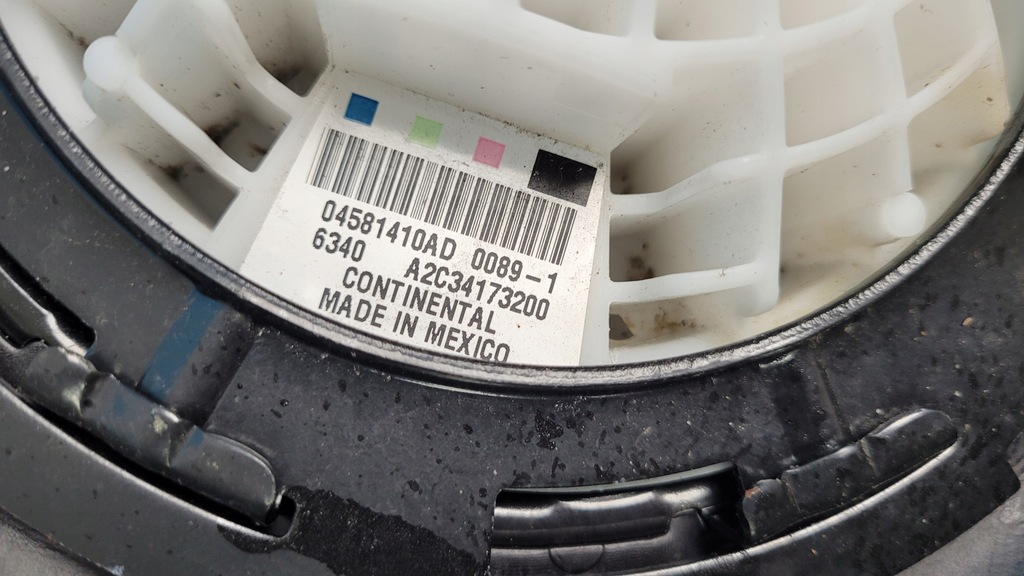 04581410AD 0089-1
6340 A2C34173200
CONTINENTAL
MADE IN MEXICO